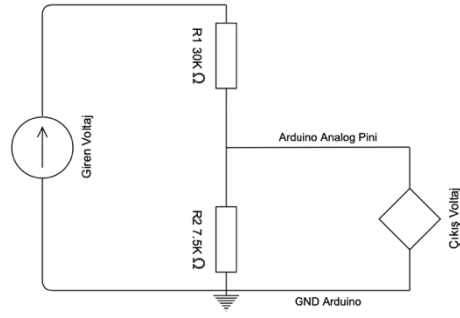 R1 30K Ω
Giren Voltaj
Arduino Analog Pini
R2 7.5K Ω
Çıkış Voltaj
GND Arduino